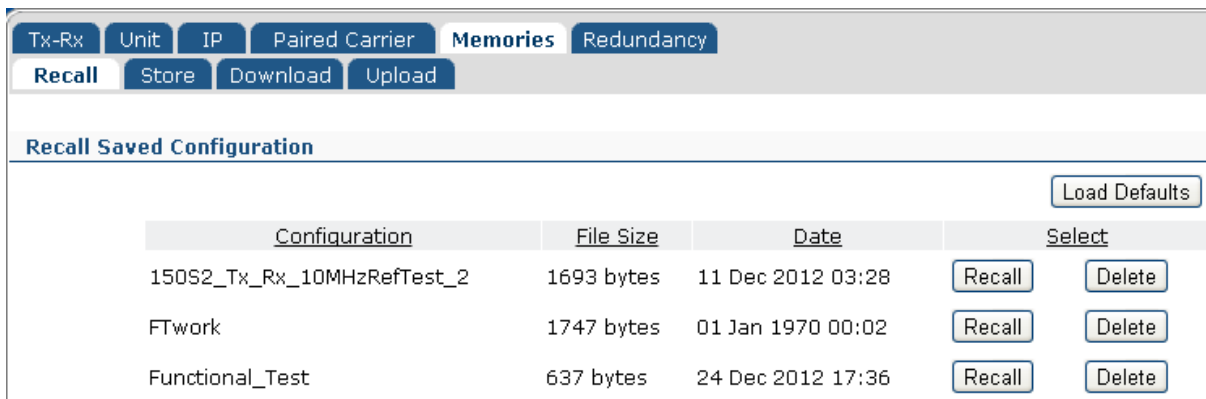 Tx-Rx Unit IP Paired Carrier Memories Redundancy
Recall Store Download Upload
Recall Saved Configuration
Load Defaults
Configuration File Size Date Select
150S2_Tx_Rx_10MHzRefTest_2 1693 bytes 11 Dec 2012 03:28 Recall Delete
FTwork 1747 bytes 01 Jan 1970 00:02 Recall Delete
Functional_Test 637 bytes 24 Dec 2012 17:36 Recall Delete